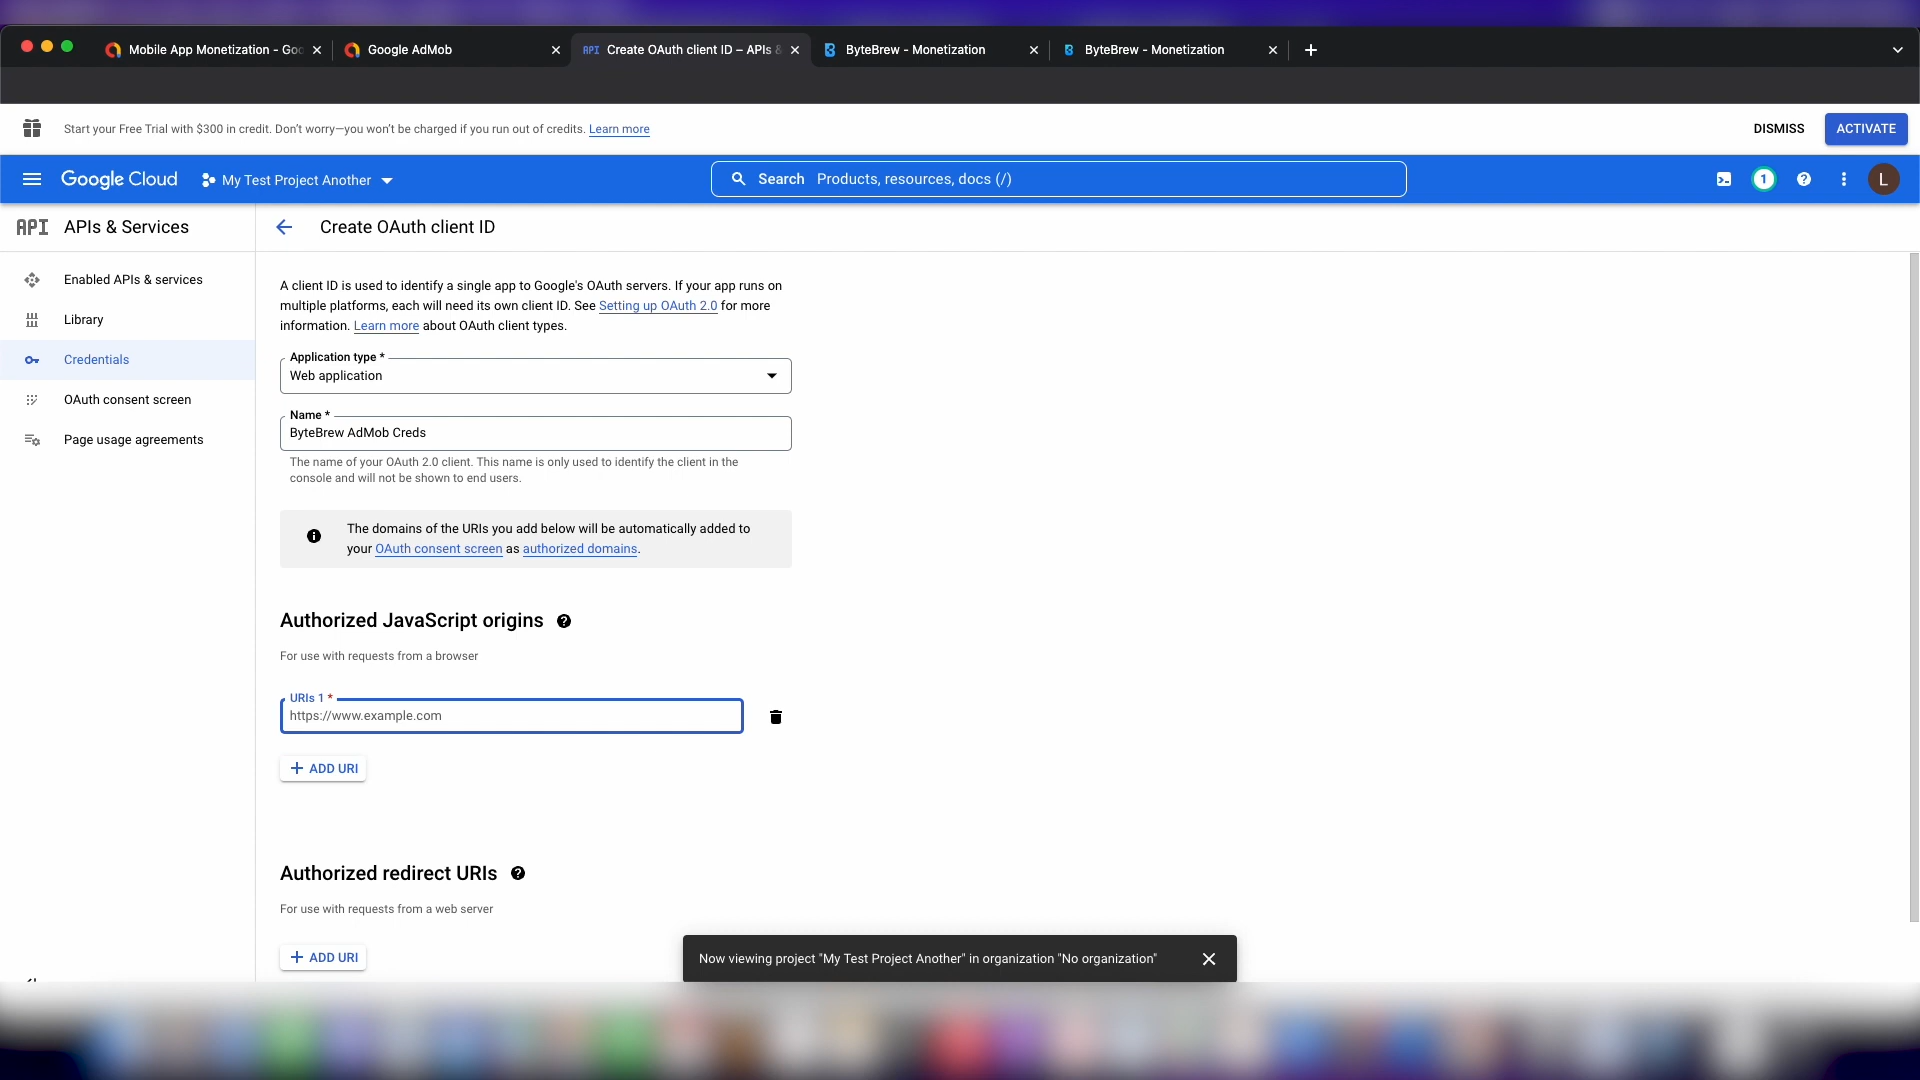 Mobile App Monetization - Goo
Google AdMob
API Create OAuth client ID – APIs &
ByteBrew - Monetization
ByteBrew - Monetization
Start your Free Trial with $300 in credit. Don't worry—you won't be charged if you run out of credits. Learn more
DISMISS
ACTIVATE
Google Cloud
My Test Project Another
Search Products, resources, docs (/)
1
L
API APIs & Services
Create OAuth client ID
Enabled APIs & services
Library
Credentials
OAuth consent screen
Page usage agreements
A client ID is used to identify a single app to Google's OAuth servers. If your app runs on
multiple platforms, each will need its own client ID. See Setting up OAuth 2.0 for more
information. Learn more about OAuth client types.
Application type *
Web application
Name *
ByteBrew AdMob Creds
The name of your OAuth 2.0 client. This name is only used to identify the client in the
console and will not be shown to end users.
The domains of the URIs you add below will be automatically added to
your OAuth consent screen as authorized domains.
Authorized JavaScript origins
For use with requests from a browser
URIs 1 *
https://www.example.com
+ ADD URI
Authorized redirect URIs
For use with requests from a web server
+ ADD URI
Now viewing project "My Test Project Another" in organization "No organization"